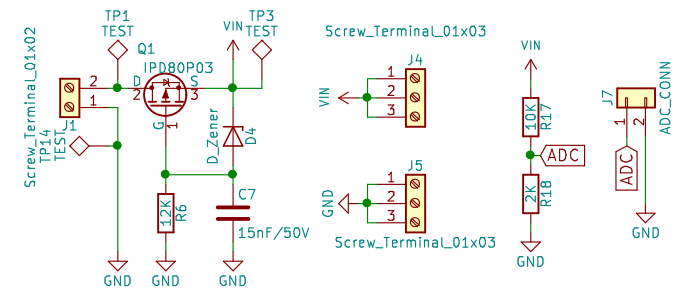 TP1
TEST
VIN
TP3
TEST
Q1
IPD80P03
D
S
2
3
G
1
Screw_Terminal_01x02
2
1
J1
TP14
TEST
D_Zener
D4
12K
R6
C7
15nF/50V
GND
GND
GND
Screw_Terminal_01x03
J4
VIN
1
2
3
J5
GND
1
2
3
Screw_Terminal_01x03
VIN
10K
R17
ADC
2K
R18
GND
J7
ADC_CONN
1
2
ADC
GND